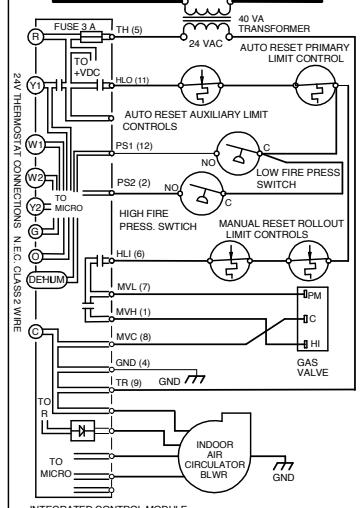 FUSE 3 A
TH (5)
40 VA
TRANSFORMER
24 VAC
R
TO
+VDC
AUTO RESET PRIMARY
LIMIT CONTROL
HLO (11)
Y1
24V THERMOSTAT CONNECTIONS N.E.C. CLASS 2 WIRE
AUTO RESET AUXILIARY LIMIT
CONTROLS
W1
PS1 (12)
C
NO
LOW FIRE PRESS
SWITCH
W2
PS2 (2)
NO
C
TO
MICRO
Y2
HIGH FIRE
PRESS. SWTICH
MANUAL RESET ROLLOUT
LIMIT CONTROLS
G
O
HLI (6)
DEHUM
MVL (7)
PM
MVH (1)
C
C
MVC (8)
HI
GAS
VALVE
GND (4)
GND
TR (9)
TO
R
INDOOR
AIR
CIRCULATOR
BLWR
TO
MICRO
GND
INTEGRATED CONTROL MODULE